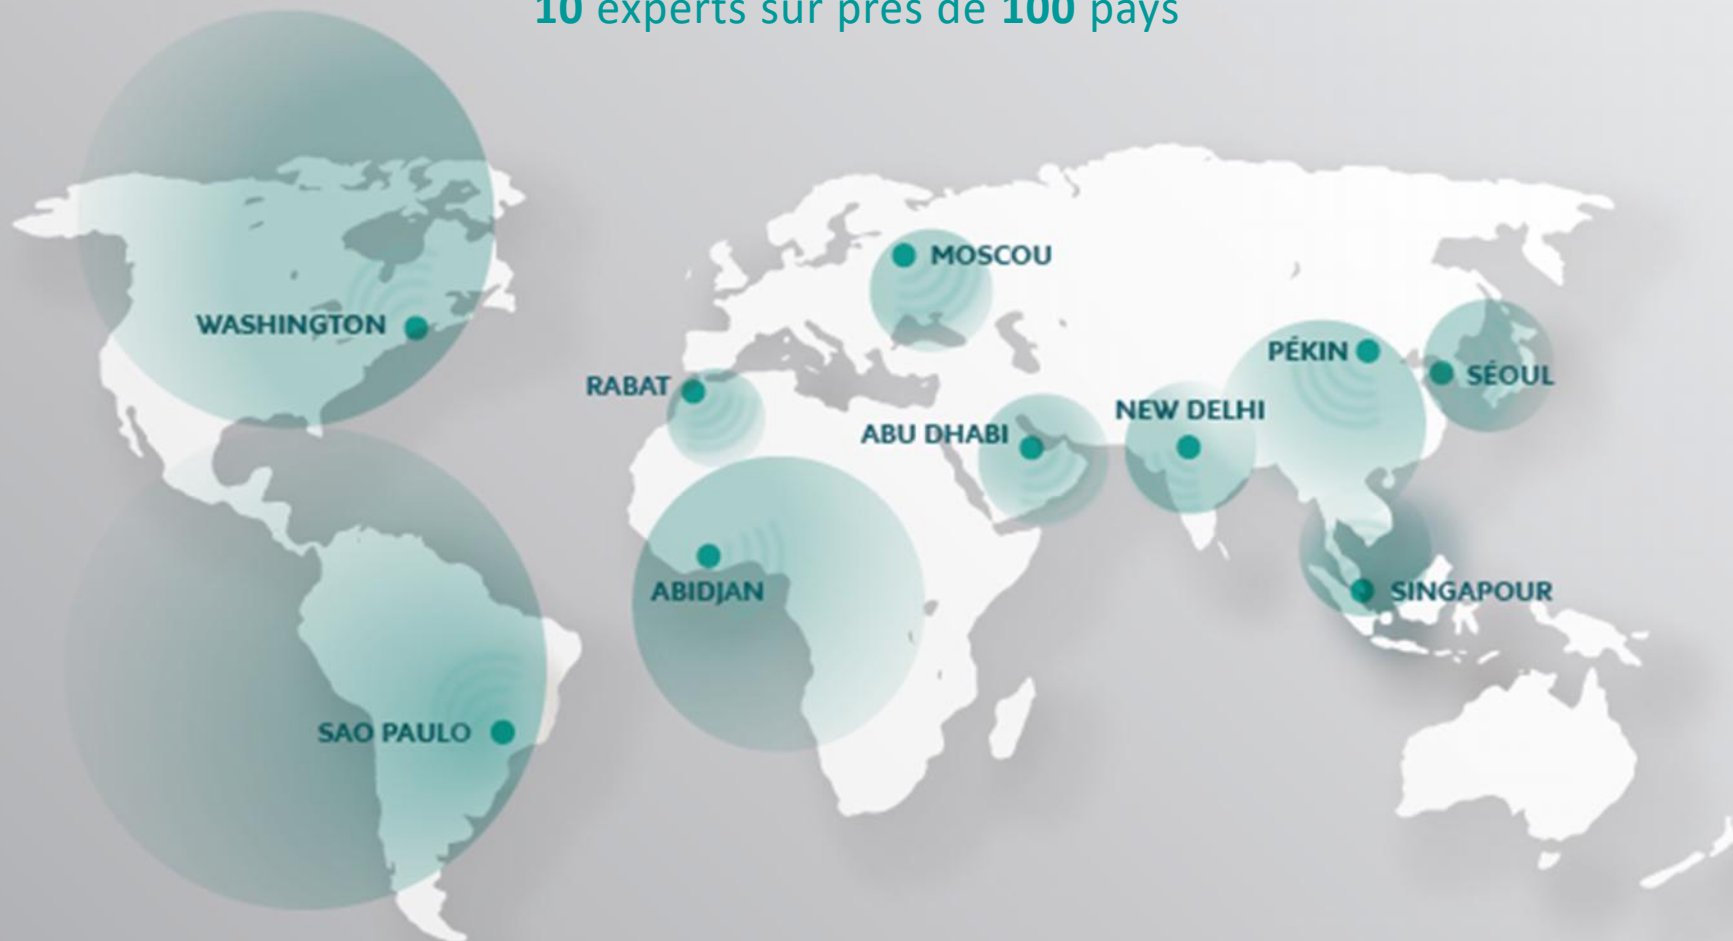 10 experts sur près de 100 pays
MOSCOU
WASHINGTON
PÉKIN
SÉOUL
RABAT
NEW DELHI
ABU DHABI
ABIDJAN
SINGAPOUR
SAO PAULO